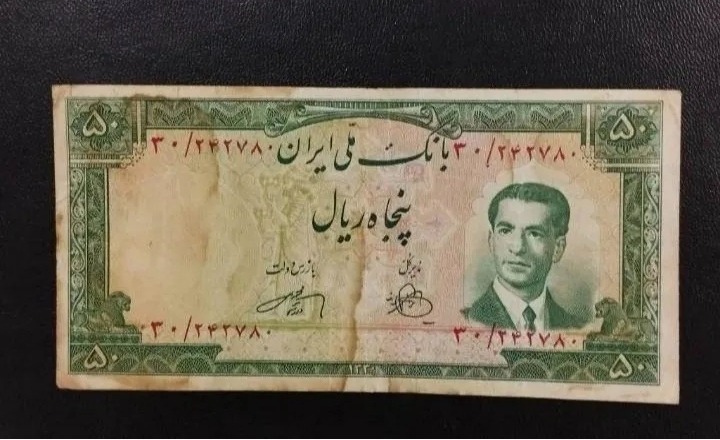 ۵۰ ۵۰
۳۰/۲۴۲۷۸۰ بانک ملی ایران ۳۰/۲۴۲۷۸۰
پنجاه ریال
مدیر کل بازرس دولت
۳۰/۲۴۲۷۸۰ ۳۰/۲۴۲۷۸۰
۵۰ ۵۰